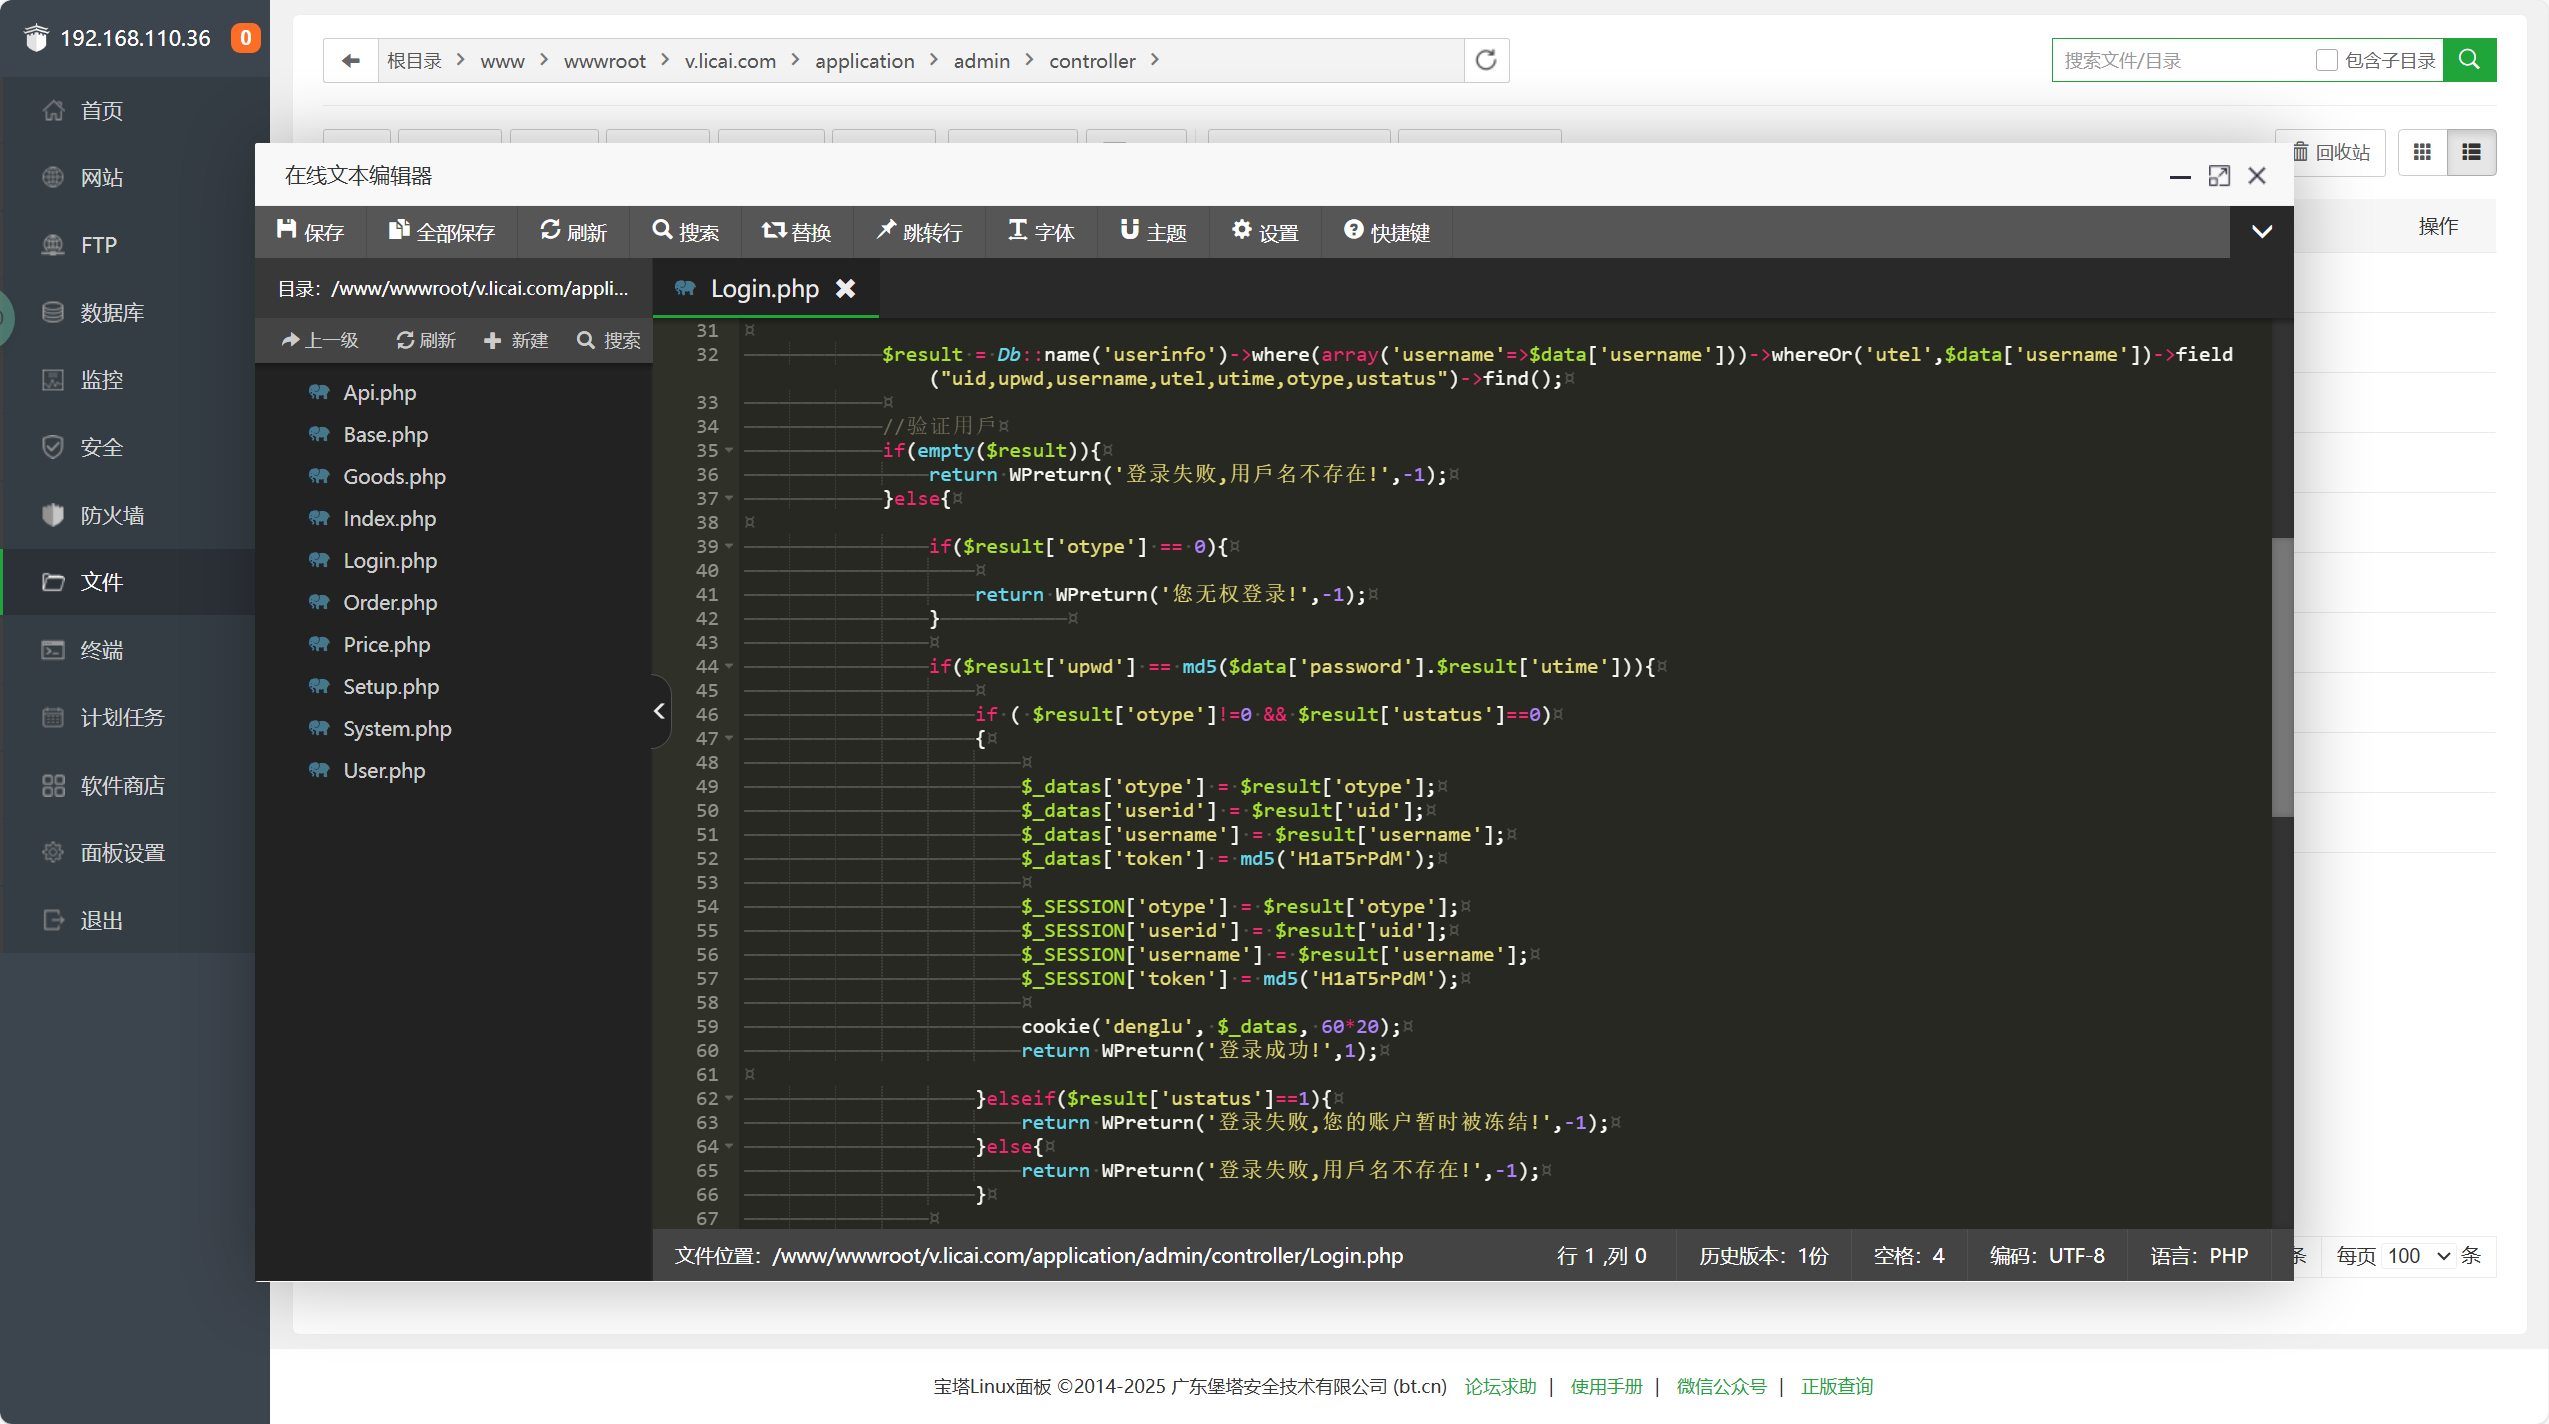 192.168.110.36 0
首页
网站
FTP
数据库
监控
安全
防火墙
文件
终端
计划任务
软件商店
面板设置
退出
根目录 www wwwroot v.licai.com application admin controller
搜索文件/目录 包含子目录
回收站
操作
在线文本编辑器
保存 全部保存 刷新 搜索 替换 跳转行 字体 主题 设置 快捷键
目录：/www/wwwroot/v.licai.com/appli...
上一级 刷新 新建 搜索
Api.php
Base.php
Goods.php
Index.php
Login.php
Order.php
Price.php
Setup.php
System.php
User.php
Login.php
31
32 $result = Db::name('userinfo')->where(array('username'=>$data['username']))->whereOr('utel',$data['username'])->field
("uid,upwd,username,utel,utime,otype,ustatus")->find();
33
34 //验证用戶
35 if(empty($result)){
36 return WPreturn('登录失败,用戶名不存在!',-1);
37 }else{
38
39 if($result['otype'] == 0){
40
41 return WPreturn('您无权登录!',-1);
42 }
43
44 if($result['upwd'] == md5($data['password'].$result['utime'])){
45
46 if ( $result['otype']!=0 && $result['ustatus']==0)
47 {
48
49 $_datas['otype'] = $result['otype'];
50 $_datas['userid'] = $result['uid'];
51 $_datas['username'] = $result['username'];
52 $_datas['token'] = md5('H1aT5rPdM');
53
54 $_SESSION['otype'] = $result['otype'];
55 $_SESSION['userid'] = $result['uid'];
56 $_SESSION['username'] = $result['username'];
57 $_SESSION['token'] = md5('H1aT5rPdM');
58
59 cookie('denglu', $_datas, 60*20);
60 return WPreturn('登录成功!',1);
61
62 }elseif($result['ustatus']==1){
63 return WPreturn('登录失败,您的账户暂时被冻结!',-1);
64 }else{
65 return WPreturn('登录失败,用戶名不存在!',-1);
66 }
67
文件位置：/www/wwwroot/v.licai.com/application/admin/controller/Login.php 行 1 ,列 0 历史版本：1份 空格：4 编码：UTF-8 语言：PHP
条 每页 100 条
宝塔Linux面板 ©2014-2025 广东堡塔安全技术有限公司 (bt.cn) 论坛求助 | 使用手册 | 微信公众号 | 正版查询